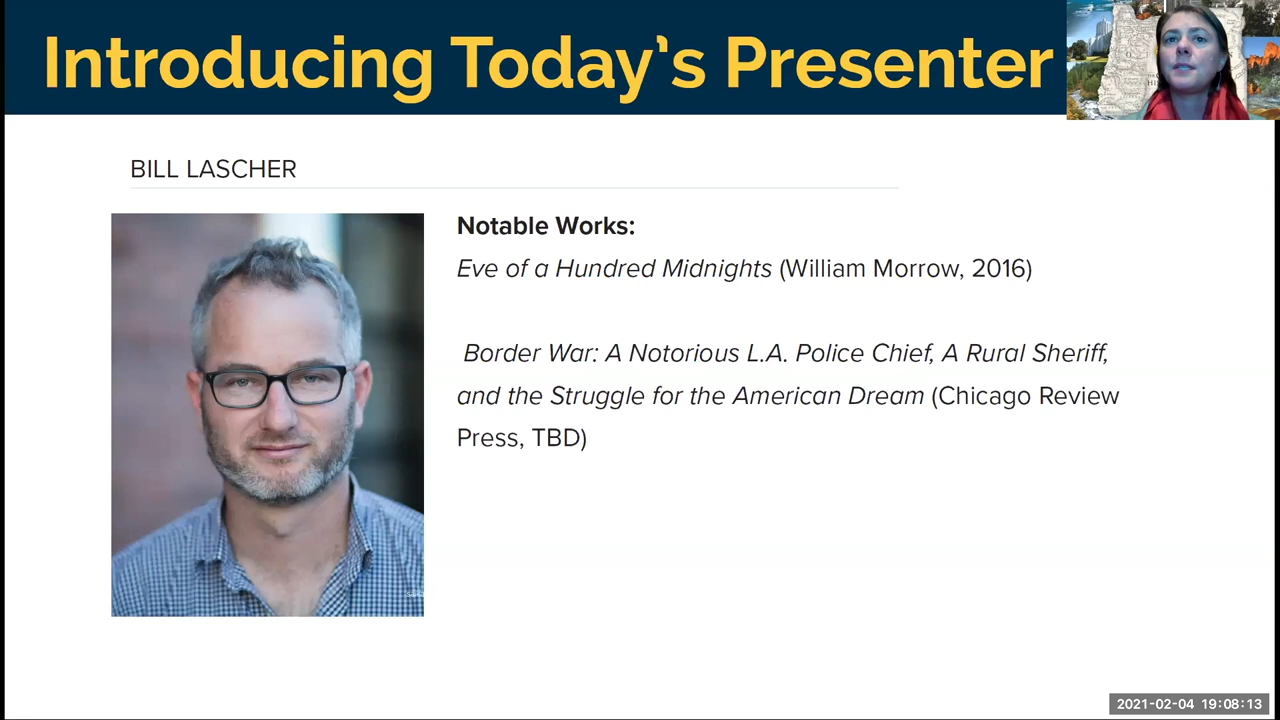 Introducing Today's Presenter
BILL LASCHER
Notable Works:
Eve of a Hundred Midnights (William Morrow, 2016)
Border War: A Notorious L.A. Police Chief, A Rural Sheriff,
and the Struggle for the American Dream (Chicago Review
Press, TBD)
2021-02-04 19:08:13